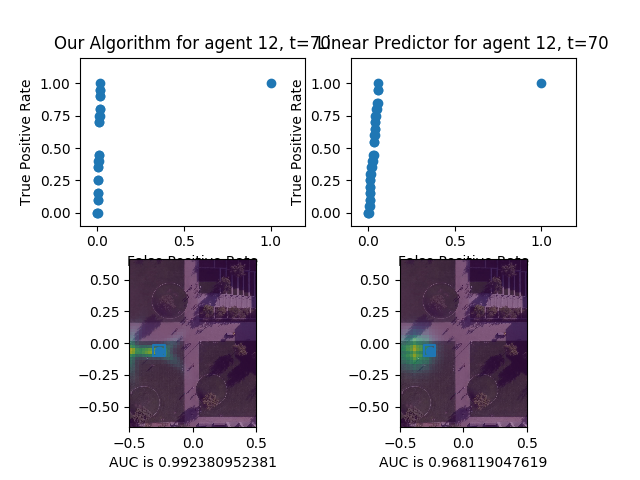 Our Algorithm for agent 12, t=70
Linear Predictor for agent 12, t=70
True Positive Rate
1.00
0.75
0.50
0.25
0.00
0.0 0.5 1.0
False Positive Rate
True Positive Rate
1.00
0.75
0.50
0.25
0.00
0.0 0.5 1.0
False Positive Rate
0.50
0.25
0.00
−0.25
−0.50
−0.5 0.0 0.5
AUC is 0.992380952381
0.50
0.25
0.00
−0.25
−0.50
−0.5 0.0 0.5
AUC is 0.968119047619